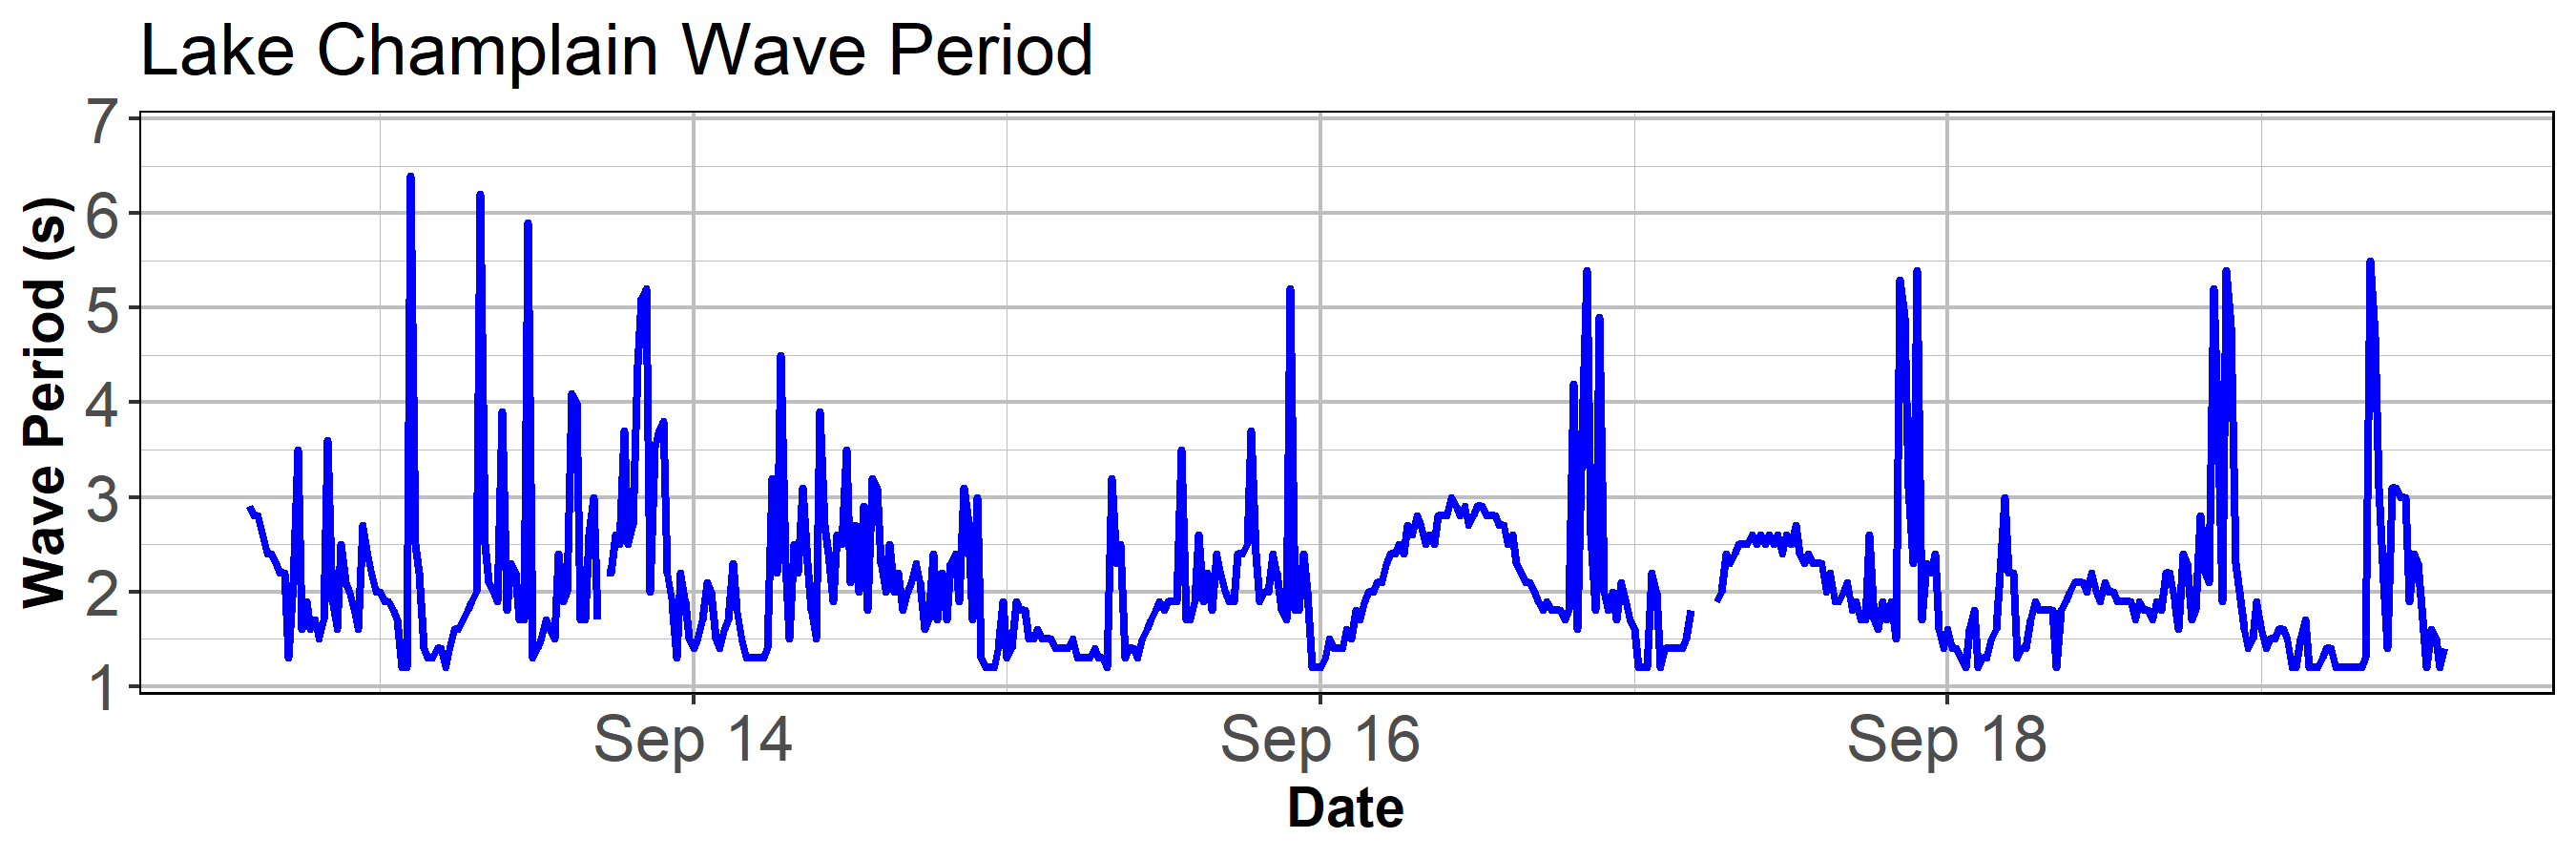 Lake Champlain Wave Period
Wave Period (s)
7
6
5
4
3
2
1
Sep 14
Sep 16
Sep 18
Date